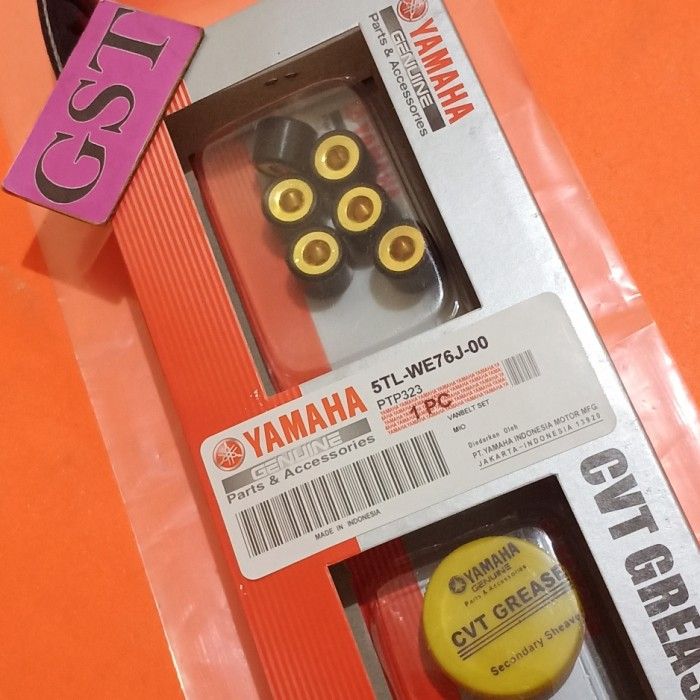 GST
YAMAHA
GENUINE
Parts & Accessories
YAMAHA
GENUINE
Parts & Accessories
5TL-WE76J-00
PTP323
1 PC
VANBELT SET
MIO
Diedarkan Oleh
PT.YAMAHA INDONESIA MOTOR MFG.
JAKARTA-INDONESIA 13920
MADE IN INDONESIA
CVT GREAS
YAMAHA
GENUINE
Parts & Accessories
CVT GREASE
Secondary Sheave